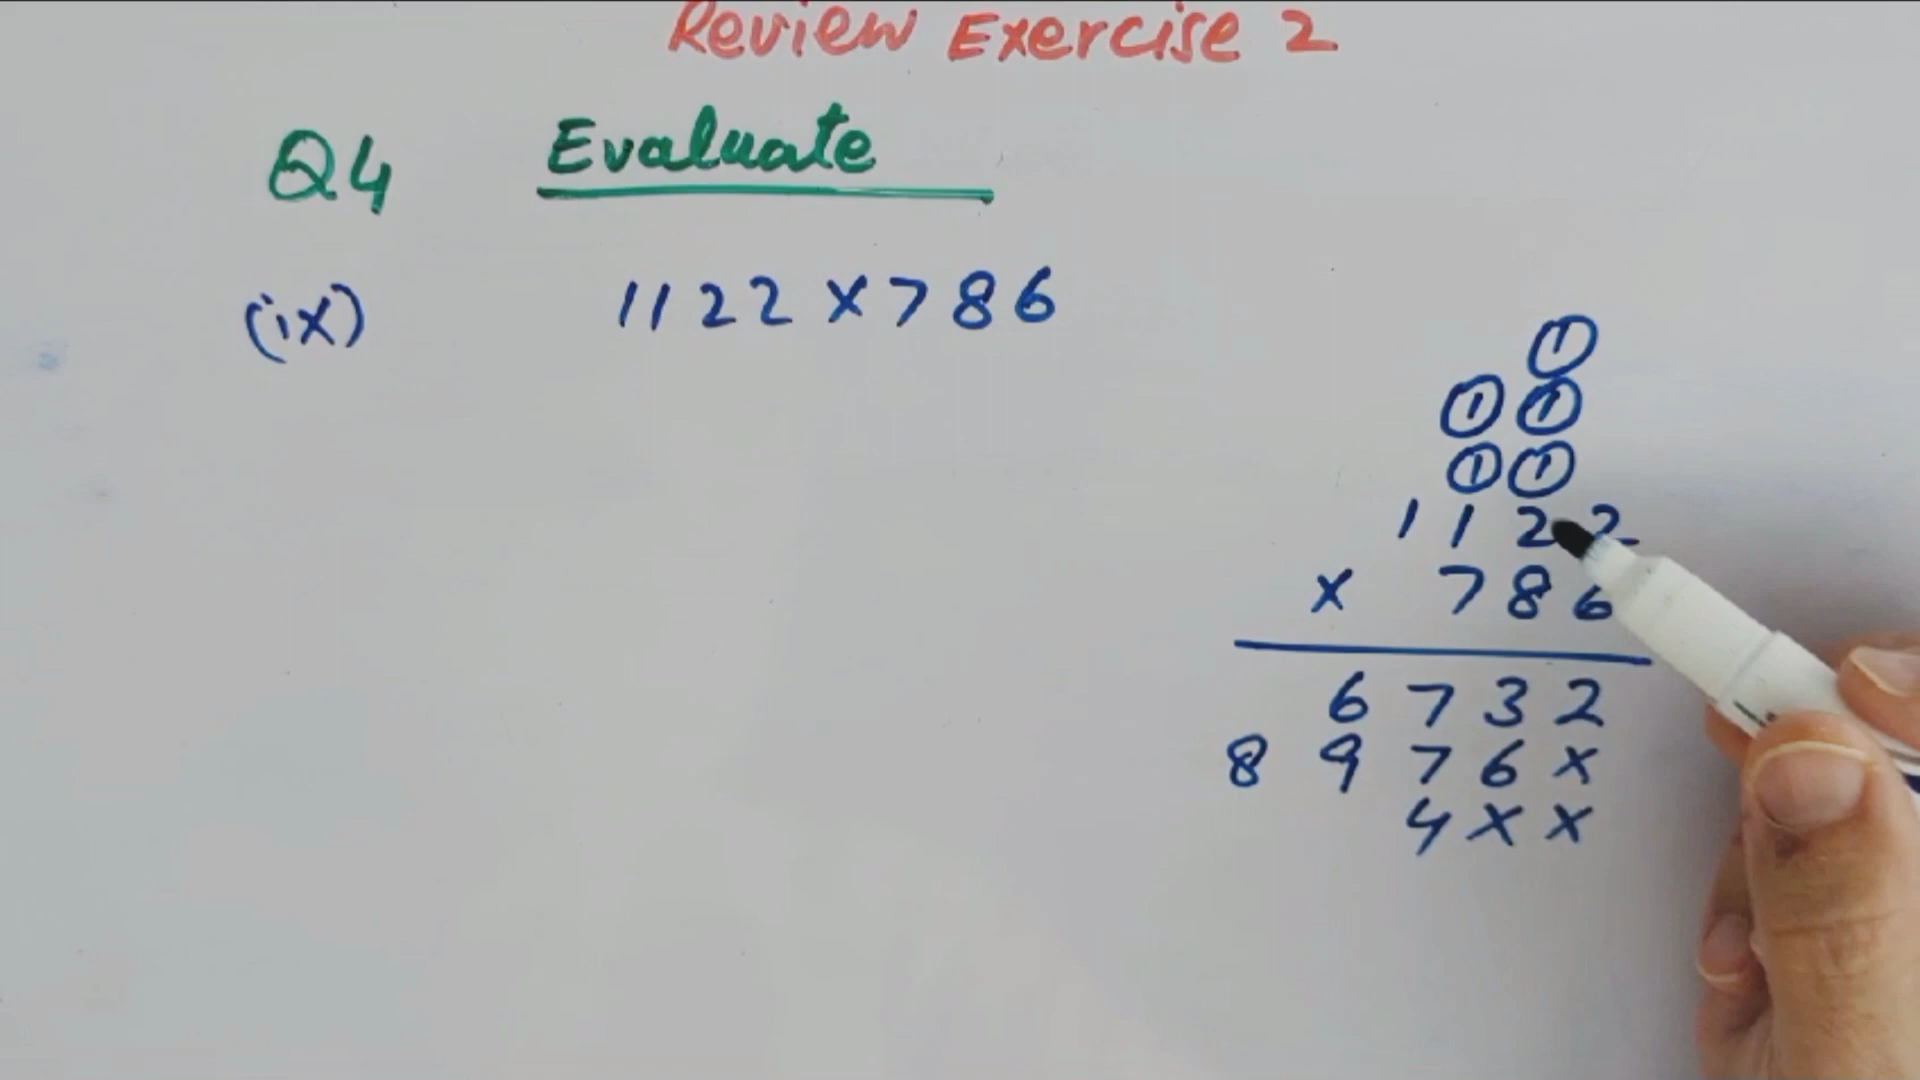 Review Exercise 2
Q4 Evaluate
(ix) 1122 x 786
1
1 1
1 1
1 1 2 2
x 7 8 6
6 7 3 2
8 9 7 6 x
4 x x